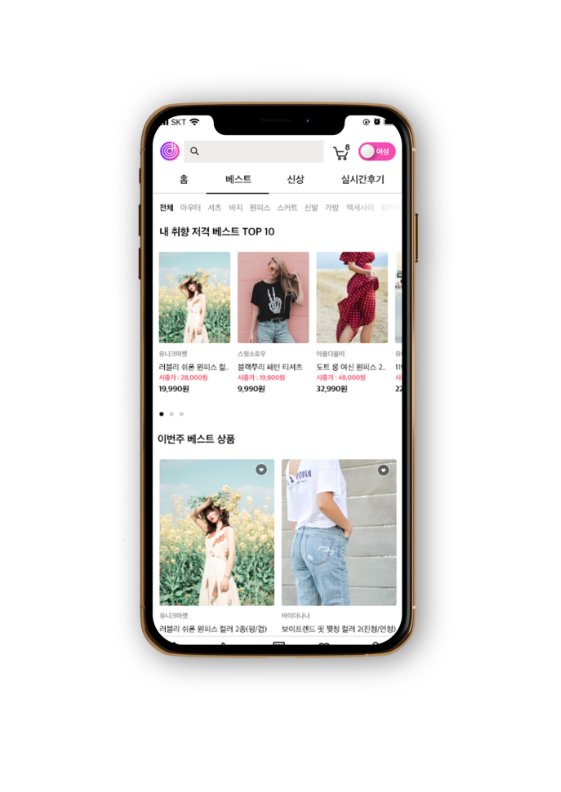 SKT
8
여성
홈 베스트 신상 실시간후기
전체 아우터 셔츠 바지 원피스 스커트 신발 가방 액세사리
내 취향 저격 베스트 TOP 10
유니크마켓 스윗소로우 아름다움이
러블리 쉬폰 원피스 컬.. 블랙뿌리 패턴 티셔츠 도트 롱 여신 원피스 2..
시중가 : 29,000원 시중가 : 19,800원 시중가 : 48,000원
19,990원 9,990원 32,990원
이번주 베스트 상품
유니크마켓 바이더나나
러블리 쉬폰 원피스 컬러 2종(핑/검) 보이프렌드 핏 찢청 컬러 2(진청/연청)